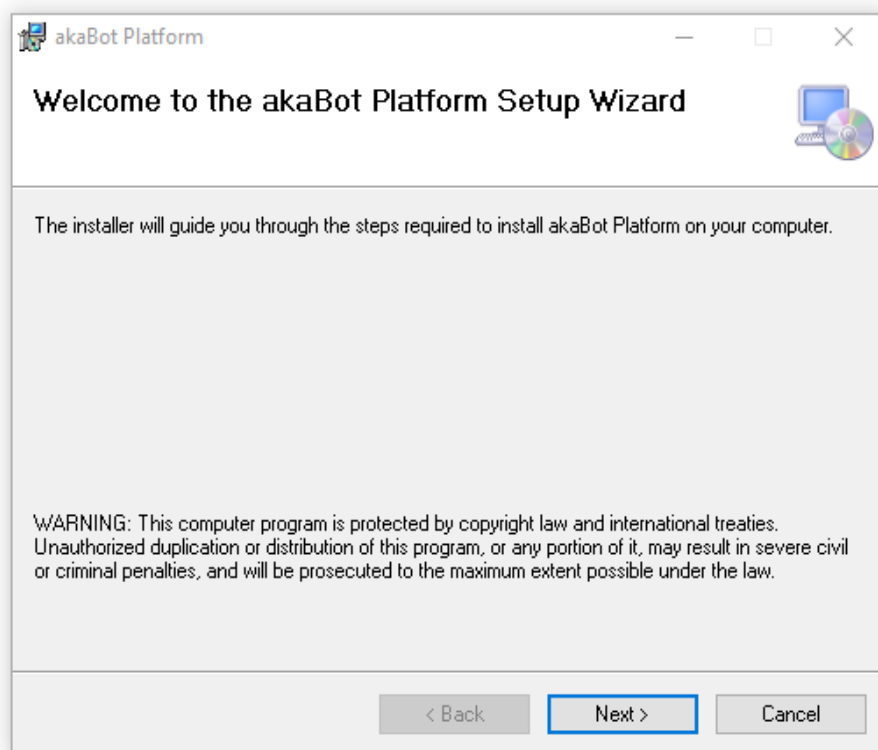 akaBot Platform
Welcome to the akaBot Platform Setup Wizard
The installer will guide you through the steps required to install akaBot Platform on your computer.
WARNING: This computer program is protected by copyright law and international treaties.
Unauthorized duplication or distribution of this program, or any portion of it, may result in severe civil
or criminal penalties, and will be prosecuted to the maximum extent possible under the law.
< Back
Next >
Cancel